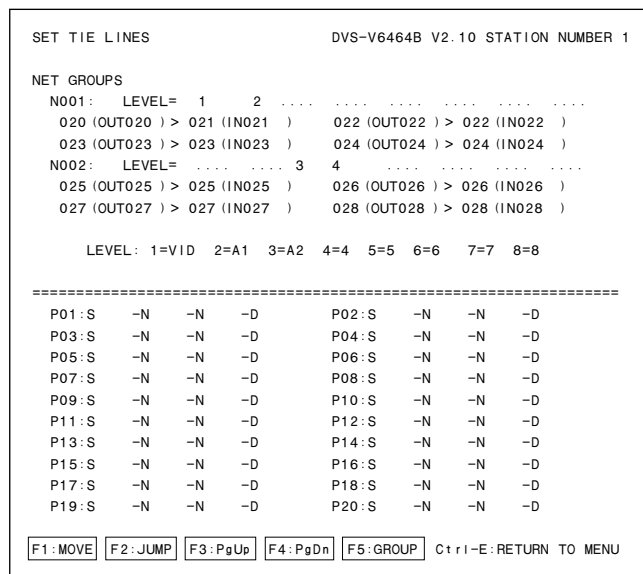 SET TIE LINES DVS-V6464B V2.10 STATION NUMBER 1
NET GROUPS
N001: LEVEL= 1 2 .... .... .... .... .... ....
020 (OUT020 ) > 021 (IN021 ) 022 (OUT022 ) > 022 (IN022 )
023 (OUT023 ) > 023 (IN023 ) 024 (OUT024 ) > 024 (IN024 )
N002: LEVEL= .... .... 3 4 .... .... .... ....
025 (OUT025 ) > 025 (IN025 ) 026 (OUT026 ) > 026 (IN026 )
027 (OUT027 ) > 027 (IN027 ) 028 (OUT028 ) > 028 (IN028 )
LEVEL: 1=VID 2=A1 3=A2 4=4 5=5 6=6 7=7 8=8
====================================================================
P01:S -N -N -D P02:S -N -N -D
P03:S -N -N -D P04:S -N -N -D
P05:S -N -N -D P06:S -N -N -D
P07:S -N -N -D P08:S -N -N -D
P09:S -N -N -D P10:S -N -N -D
P11:S -N -N -D P12:S -N -N -D
P13:S -N -N -D P14:S -N -N -D
P15:S -N -N -D P16:S -N -N -D
P17:S -N -N -D P18:S -N -N -D
P19:S -N -N -D P20:S -N -N -D
F1:MOVE F2:JUMP F3:PgUp F4:PgDn F5:GROUP Ctrl-E:RETURN TO MENU